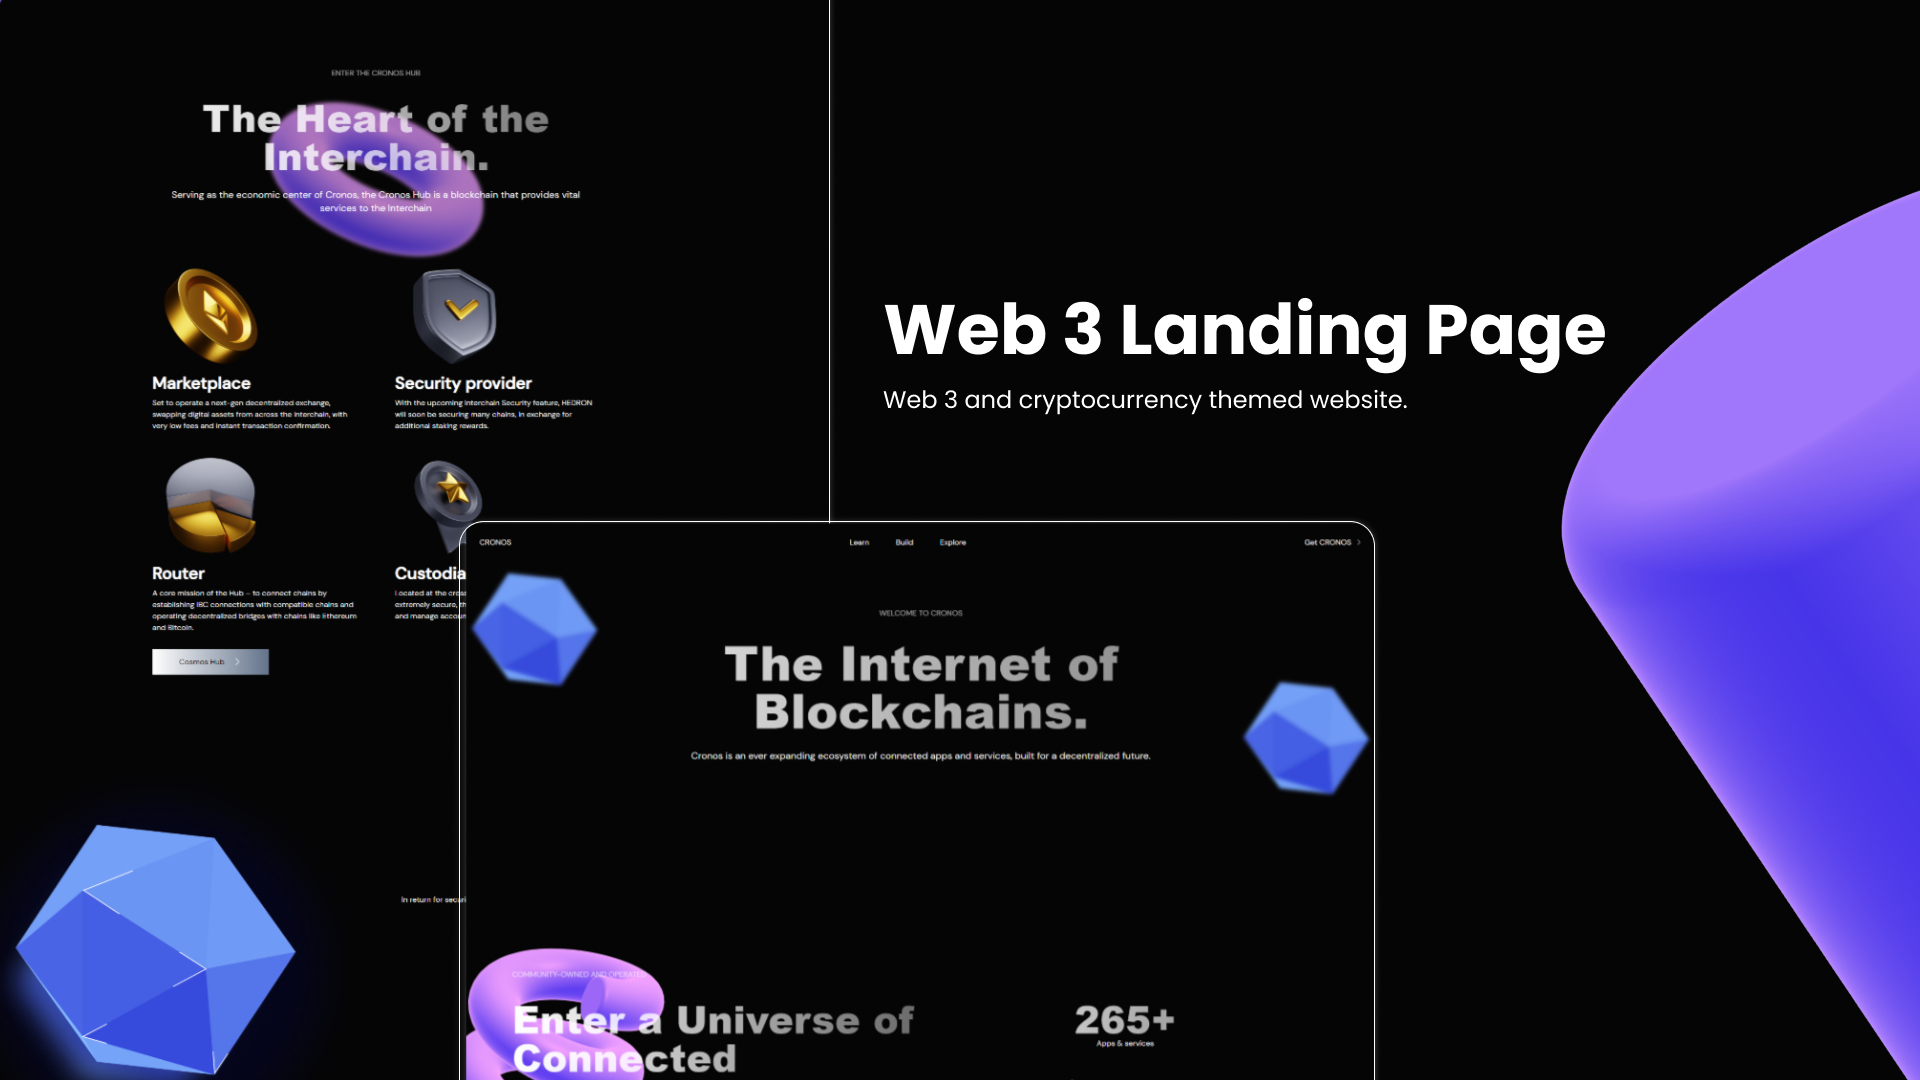 ENTER THE CRONOS HUB
The Heart of the
Interchain.
Serving as the economic center of Cronos, the Cronos Hub is a blockchain that provides vital
services to the Interchain
Marketplace
Set to operate a next-gen decentralized exchange,
swapping digital assets from across the Interchain, with
very low fees and instant transaction confirmation.
Security provider
With the upcoming Interchain Security feature, HEDRON
will soon be securing many chains, in exchange for
additional staking rewards.
Router
A core mission of the Hub – to connect chains by
establishing IBC connections with compatible chains and
operating decentralized bridges with chains like Ethereum
and Bitcoin.
Custodia
Located at the cross
extremely secure, th
and manage accoun
Cosmos Hub
In return for securi
Web 3 Landing Page
Web 3 and cryptocurrency themed website.
CRONOS
Learn
Build
Explore
Get CRONOS
WELCOME TO CRONOS
The Internet of
Blockchains.
Cronos is an ever expanding ecosystem of connected apps and services, built for a decentralized future.
COMMUNITY-OWNED AND OPERATED
Enter a Universe of
Connected
265+
Apps & services